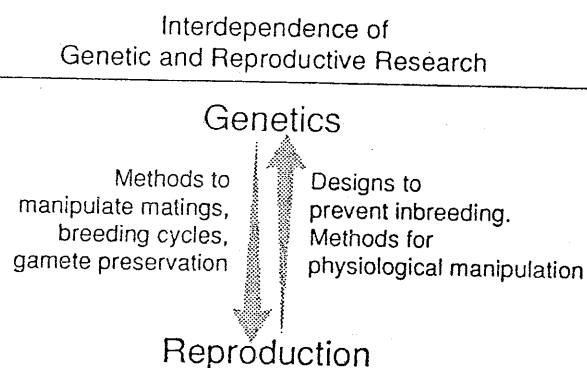 Interdependence of
Genetic and Reproductive Research
Genetics
Methods to
manipulate matings,
breeding cycles,
gamete preservation
Designs to
prevent inbreeding.
Methods for
physiological manipulation
Reproduction